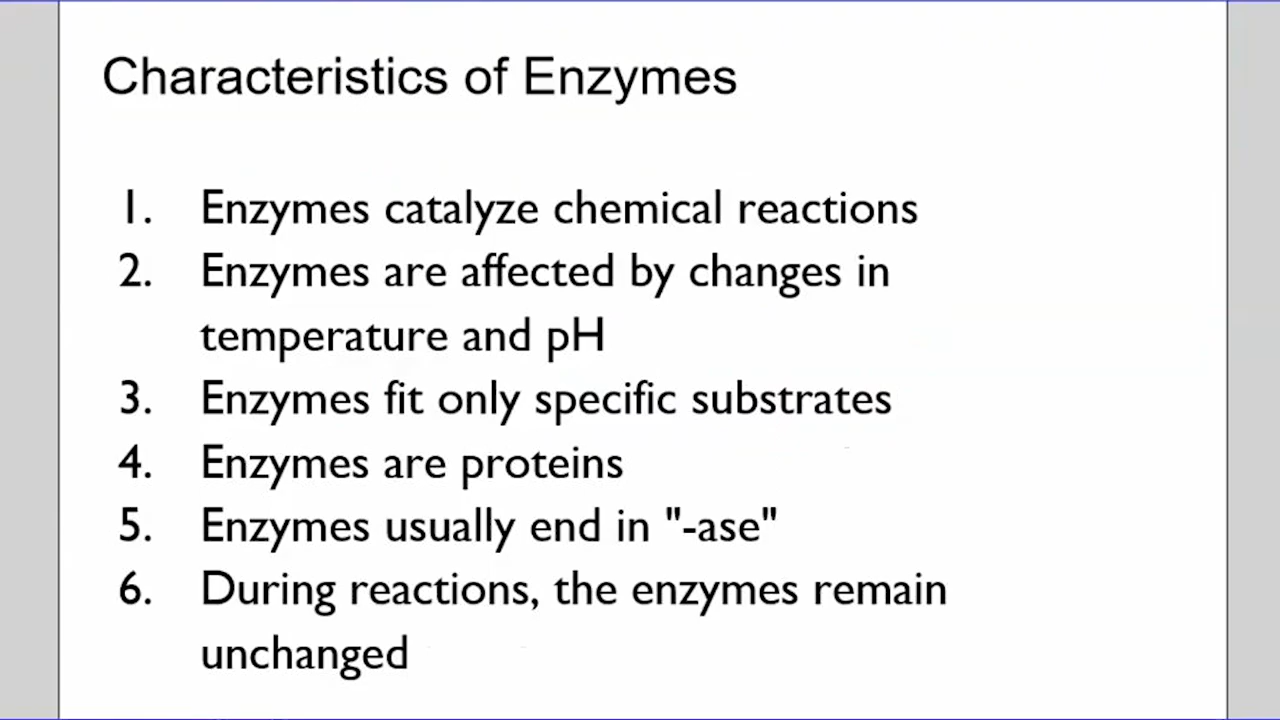 Characteristics of Enzymes
1. Enzymes catalyze chemical reactions
2. Enzymes are affected by changes in
temperature and pH
3. Enzymes fit only specific substrates
4. Enzymes are proteins
5. Enzymes usually end in "-ase"
6. During reactions, the enzymes remain
unchanged